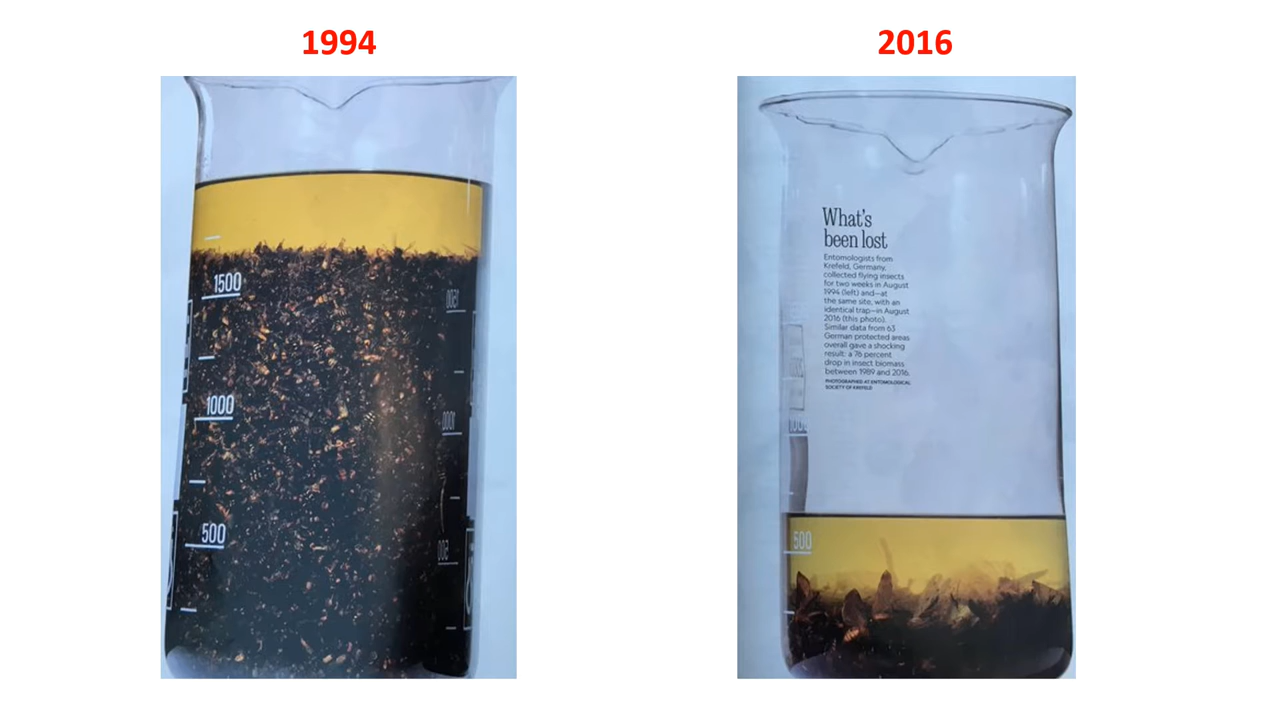 1994
2016
1500
1000
500
What's
been lost
Entomologists from
Krefeld, Germany,
collected flying insects
for two weeks in August
1994 (left) and—at
the same site, with an
identical trap—in August
2016 (this photo).
Similar data from 63
German protected areas
overall gave a shocking
result: a 76 percent
drop in insect biomass
between 1989 and 2016.
PHOTOGRAPHED AT ENTOMOLOGICAL
SOCIETY OF KREFELD
500